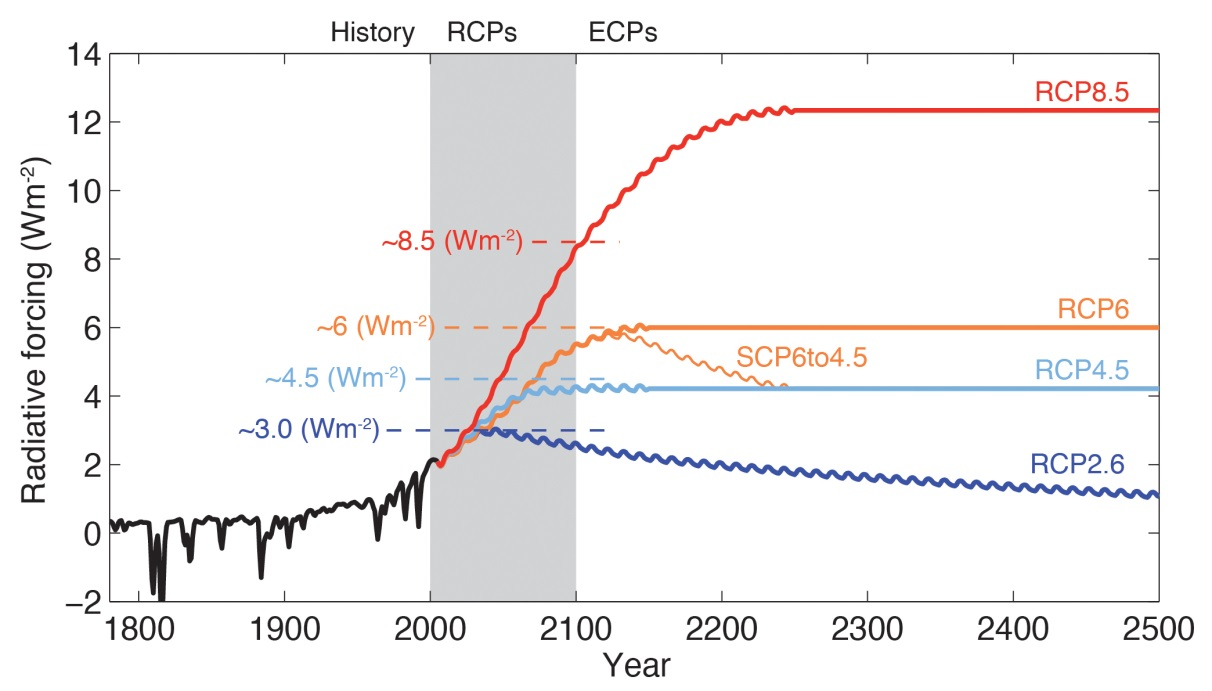 History RCPs ECPs
14
12
10
8
6
4
2
0
−2
Radiative forcing (Wm-2)
RCP8.5
~8.5 (Wm-2)
RCP6
~6 (Wm-2)
SCP6to4.5
RCP4.5
~4.5 (Wm-2)
~3.0 (Wm-2)
RCP2.6
1800 1900 2000 2100 2200 2300 2400 2500
Year